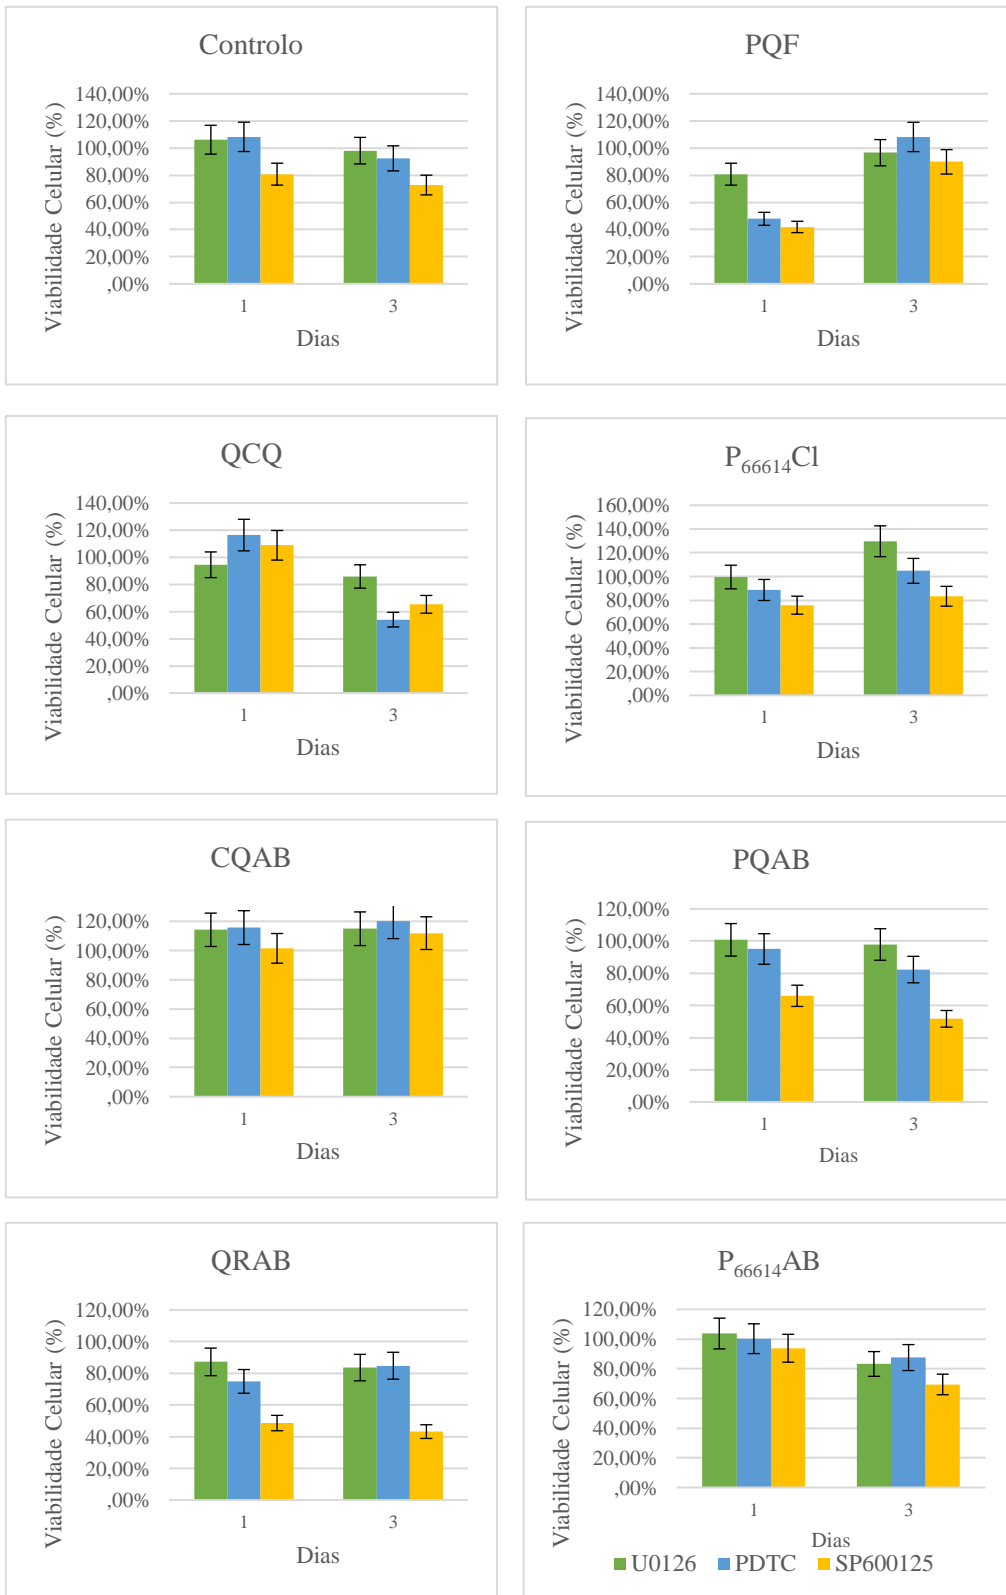 Controlo
Viabilidade Celular (%)
140,00%
120,00%
100,00%
80,00%
60,00%
40,00%
20,00%
,00%
1 3
Dias
PQF
Viabilidade Celular (%)
140,00%
120,00%
100,00%
80,00%
60,00%
40,00%
20,00%
,00%
1 3
Dias
QCQ
Viabilidade Celular (%)
140,00%
120,00%
100,00%
80,00%
60,00%
40,00%
20,00%
,00%
1 3
Dias
P66614Cl
Viabilidade Celular (%)
160,00%
140,00%
120,00%
100,00%
80,00%
60,00%
40,00%
20,00%
,00%
1 3
Dias
CQAB
Viabilidade Celular (%)
120,00%
100,00%
80,00%
60,00%
40,00%
20,00%
,00%
1 3
Dias
PQAB
Viabilidade Celular (%)
120,00%
100,00%
80,00%
60,00%
40,00%
20,00%
,00%
1 3
Dias
QRAB
Viabilidade Celular (%)
120,00%
100,00%
80,00%
60,00%
40,00%
20,00%
,00%
1 3
Dias
P66614AB
Viabilidade Celular (%)
120,00%
100,00%
80,00%
60,00%
40,00%
20,00%
,00%
1 3
Dias
U0126 PDTC SP600125